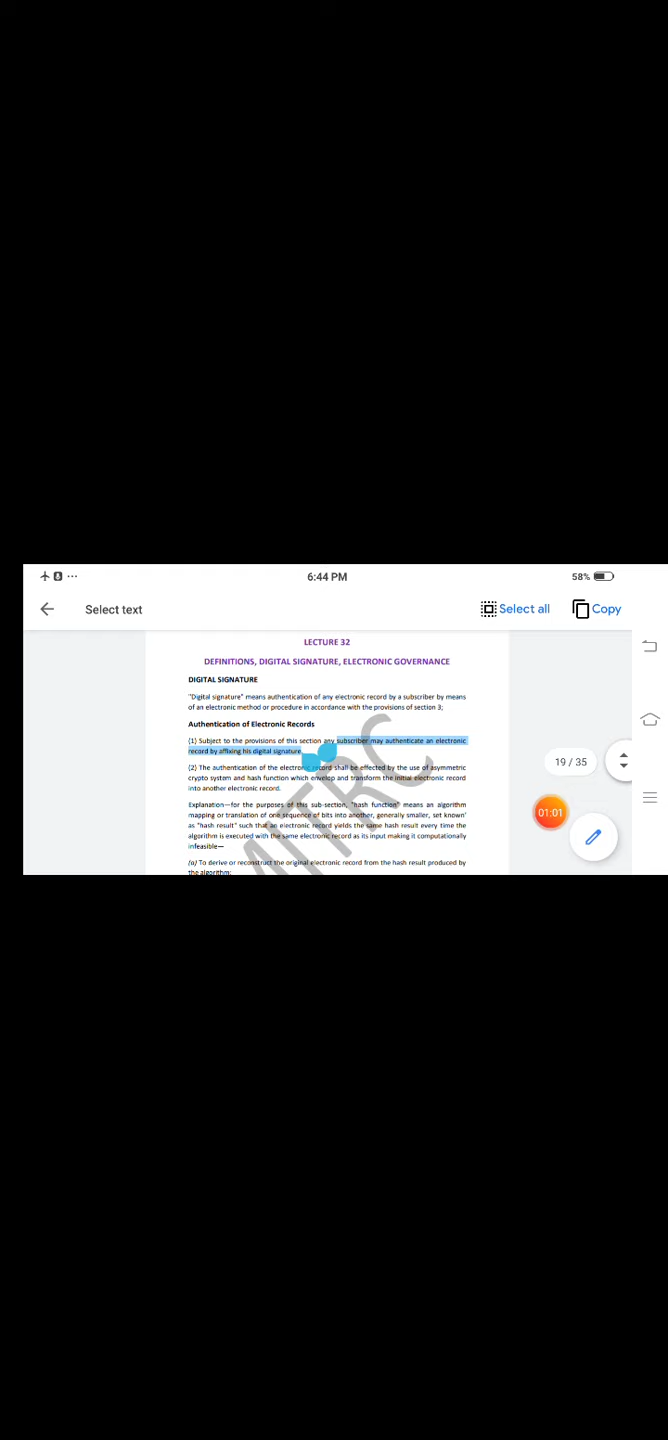 6:44 PM
58%
Select text
Select all
Copy
LECTURE 32
DEFINITIONS, DIGITAL SIGNATURE, ELECTRONIC GOVERNANCE
DIGITAL SIGNATURE
"Digital signature" means authentication of any electronic record by a subscriber by means
of an electronic method or procedure in accordance with the provisions of section 3;
Authentication of Electronic Records
(1) Subject to the provisions of this section any subscriber may authenticate an electronic
record by affixing his digital signature.
(2) The authentication of the electronic record shall be effected by the use of asymmetric
crypto system and hash function which envelop and transform the initial electronic record
into another electronic record.
Explanation—for the purposes of this sub-section, "hash function" means an algorithm
mapping or translation of one sequence of bits into another, generally smaller, set known'
as "hash result" such that an electronic record yields the same hash result every time the
algorithm is executed with the same electronic record as its input making it computationally
infeasible—
(a) To derive or reconstruct the original electronic record from the hash result produced by
the algorithm;
MITRC
19 / 35
01:01